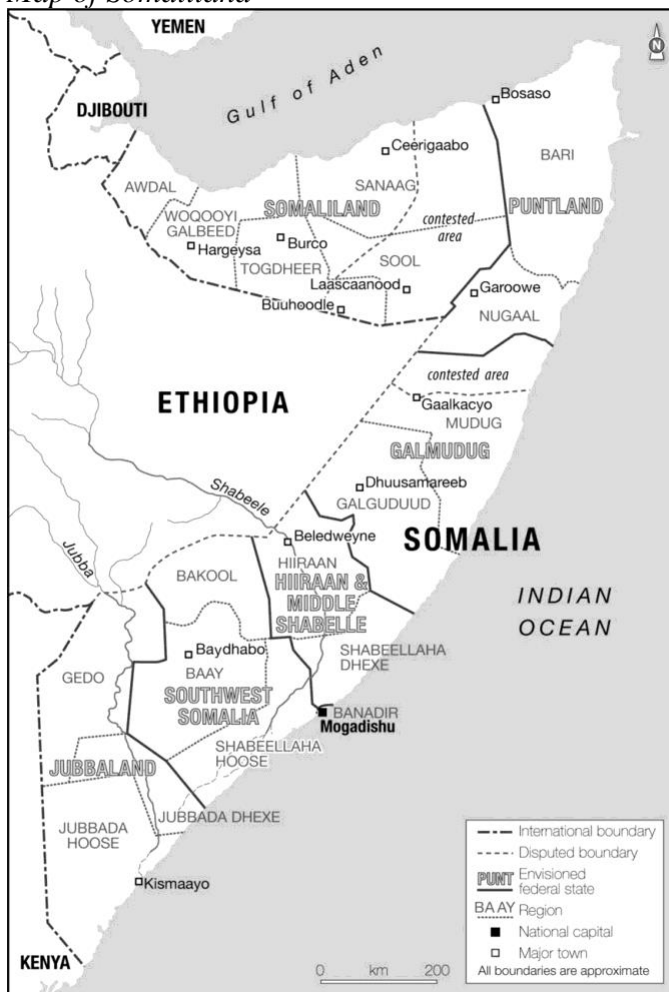 Map of Somaliland
YEMEN
N
Gulf of Aden
DJIBOUTI
Bosaso
Ceerigaabo
BARI
AWDAL
SANAAG
WOQOOYI
GALBEED
SOMALILAND
PUNTLAND
contested
area
Hargeysa
Burco
TOGDHEER
SOOL
Laascaanood
Garoowe
Buuhoodle
NUGAAL
contested area
ETHIOPIA
Gaalkacyo
MUDUG
GALMUDUG
Shabeele
Dhuusamareeb
GALGUDUUD
Jubba
Beledweyne
SOMALIA
HIIRAAN
BAKOOL
HIIRAAN &
MIDDLE
SHABELLE
INDIAN
OCEAN
Baydhabo
SHABEELLAHA
DHEXE
GEDO
BAAY
SOUTHWEST
SOMALIA
BANADIR
Mogadishu
SHABEELLAHA
HOOSE
JUBBALAND
JUBBADA
HOOSE
JUBBADA DHEXE
Kismaayo
KENYA
International boundary
Disputed boundary
PUNT Envisioned
federal state
BAAY Region
National capital
Major town
All boundaries are approximate
0 km 200